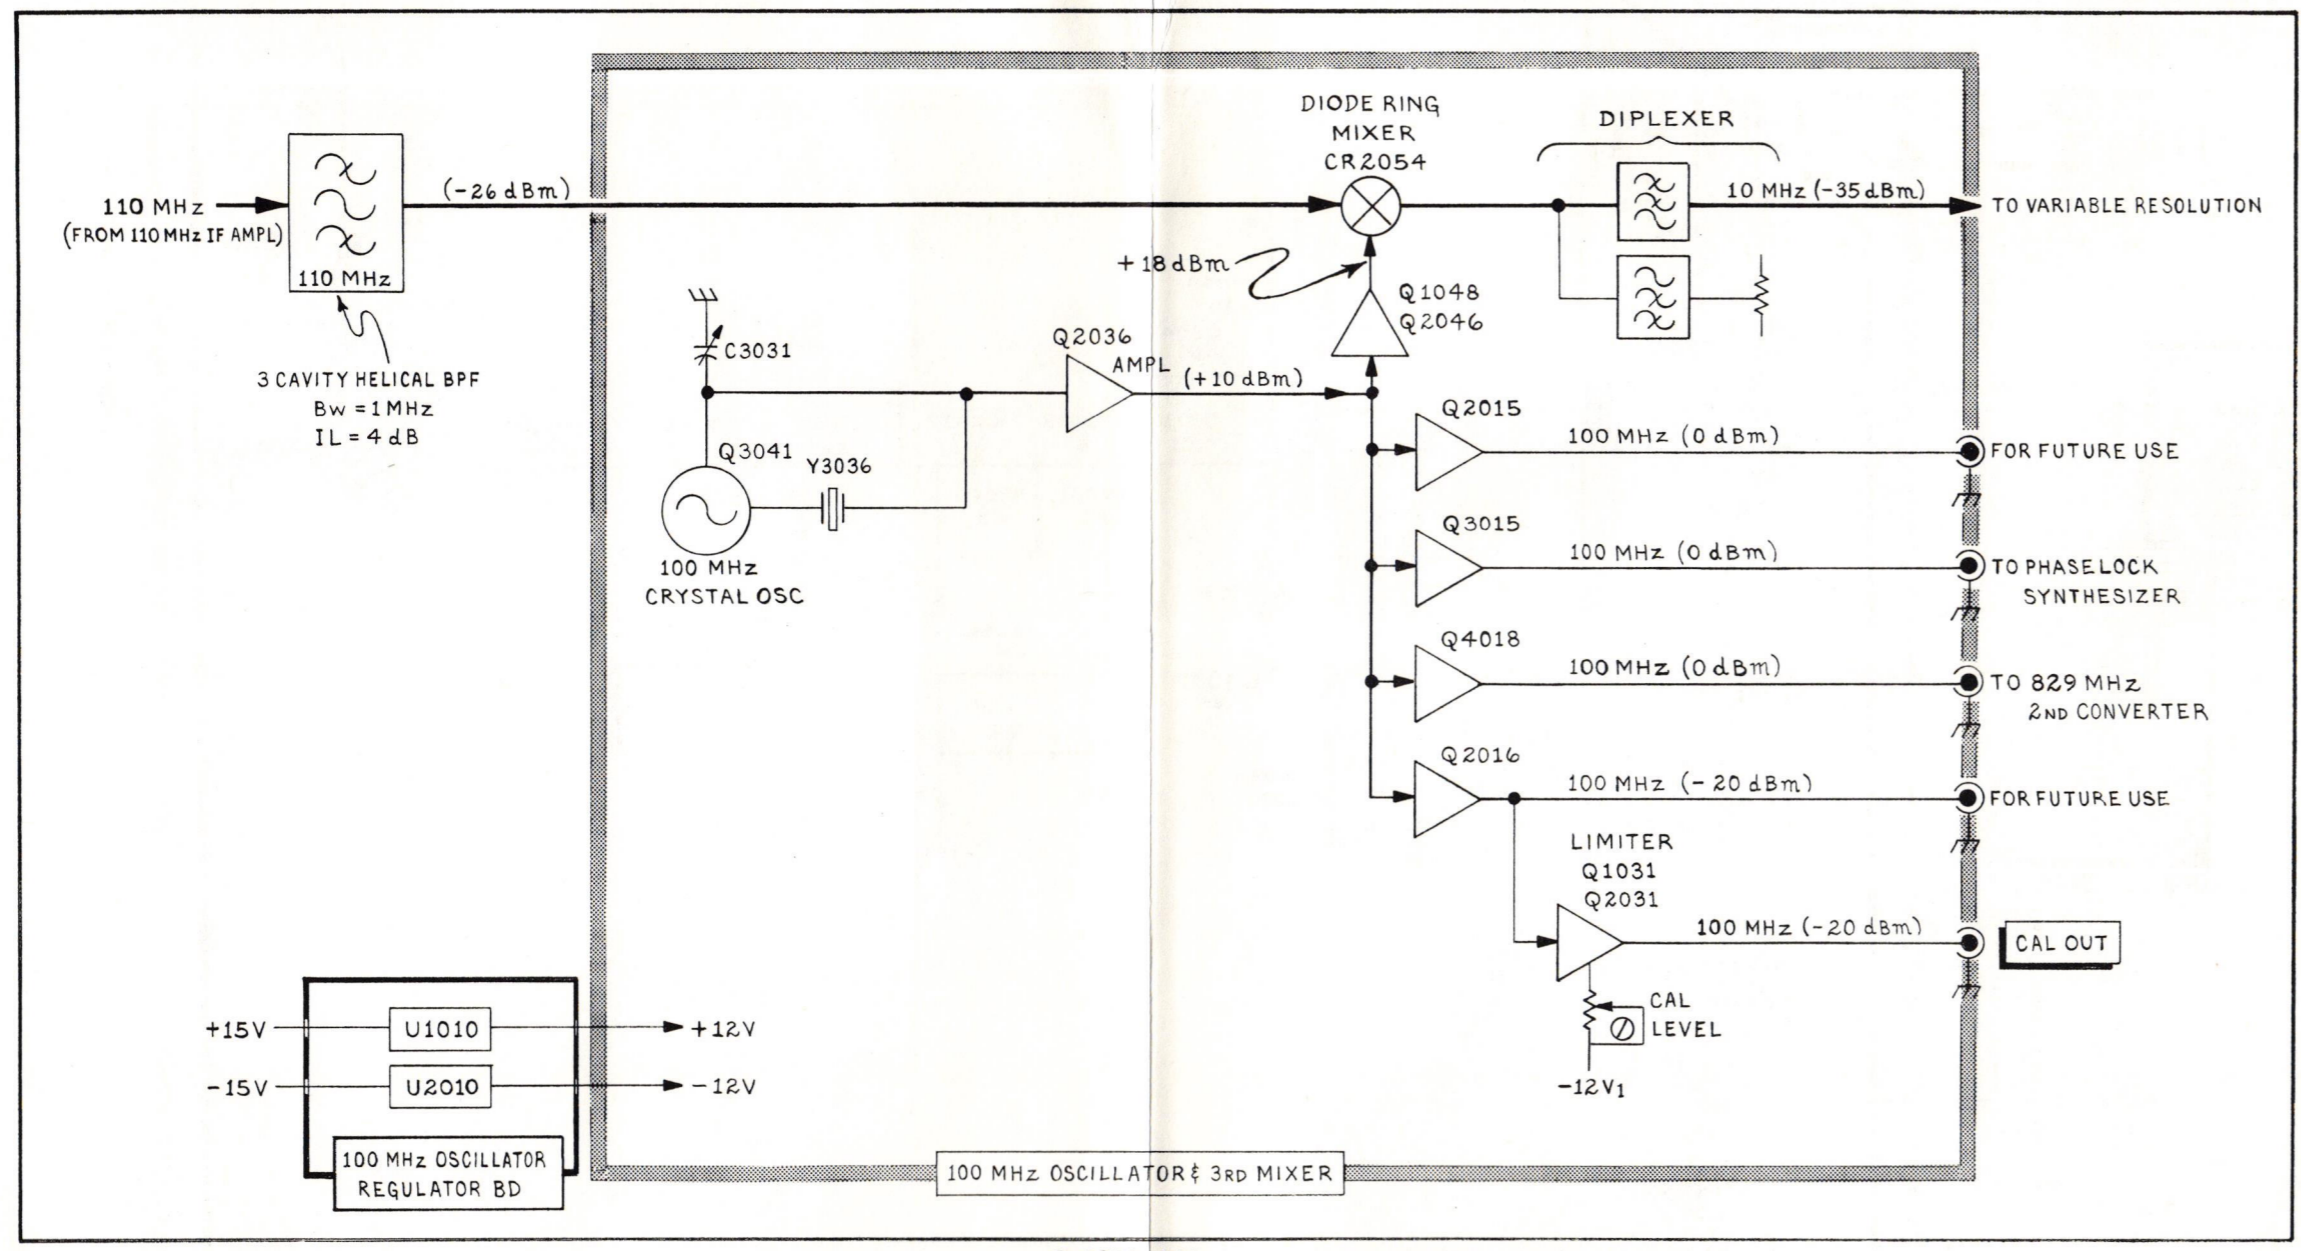 DIODE RING
MIXER
CR2054
DIPLEXER
110 MHz
(FROM 110 MHz IF AMPL)
110 MHz
(-26 dBm)
10 MHz (-35 dBm)
TO VARIABLE RESOLUTION
3 CAVITY HELICAL BPF
BW = 1 MHz
IL = 4 dB
+18 dBm
Q1048
Q2046
C3031
Q2036
AMPL
(+10 dBm)
Q3041
Y3036
100 MHz
CRYSTAL OSC
Q2015
100 MHz (0 dBm)
FOR FUTURE USE
Q3015
100 MHz (0 dBm)
TO PHASELOCK
SYNTHESIZER
Q4018
100 MHz (0 dBm)
TO 829 MHz
2ND CONVERTER
Q2016
100 MHz (-20 dBm)
FOR FUTURE USE
LIMITER
Q1031
Q2031
100 MHz (-20 dBm)
CAL OUT
CAL
LEVEL
-12V1
+15V
U1010
+12V
-15V
U2010
-12V
100 MHz OSCILLATOR
REGULATOR BD
100 MHz OSCILLATOR & 3RD MIXER